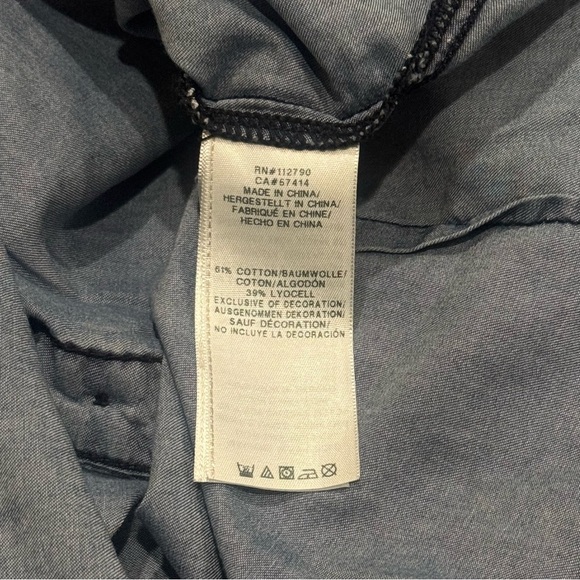 RN#112790
CA#57414
MADE IN CHINA/
HERGESTELLT IN CHINA/
FABRIQUÉ EN CHINE/
HECHO EN CHINA
61% COTTON/BAUMWOLLE/
COTON/ALGODÓN
39% LYOCELL
EXCLUSIVE OF DECORATION/
AUSGENOMMEN DEKORATION/
SAUF DÉCORATION/
NO INCLUYE LA DECORACIÓN